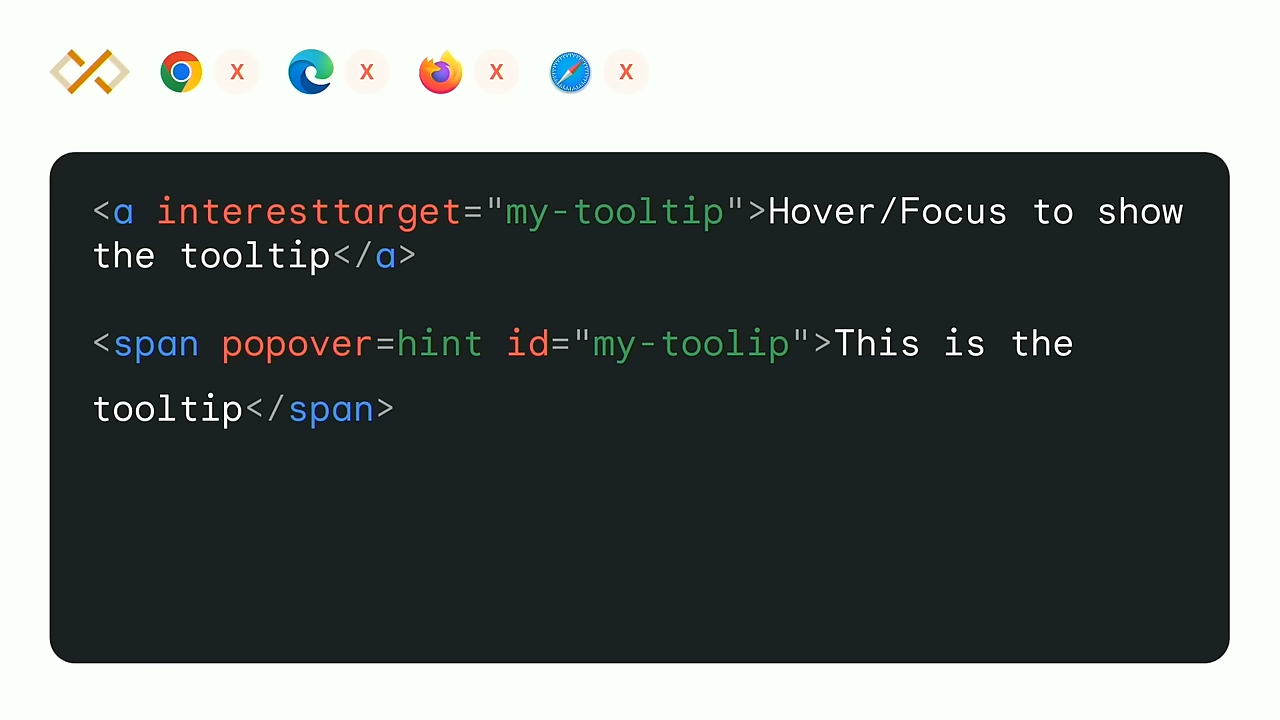 X X X X
<a interesttarget="my-tooltip">Hover/Focus to show
the tooltip</a>
<span popover=hint id="my-toolip">This is the
tooltip</span>